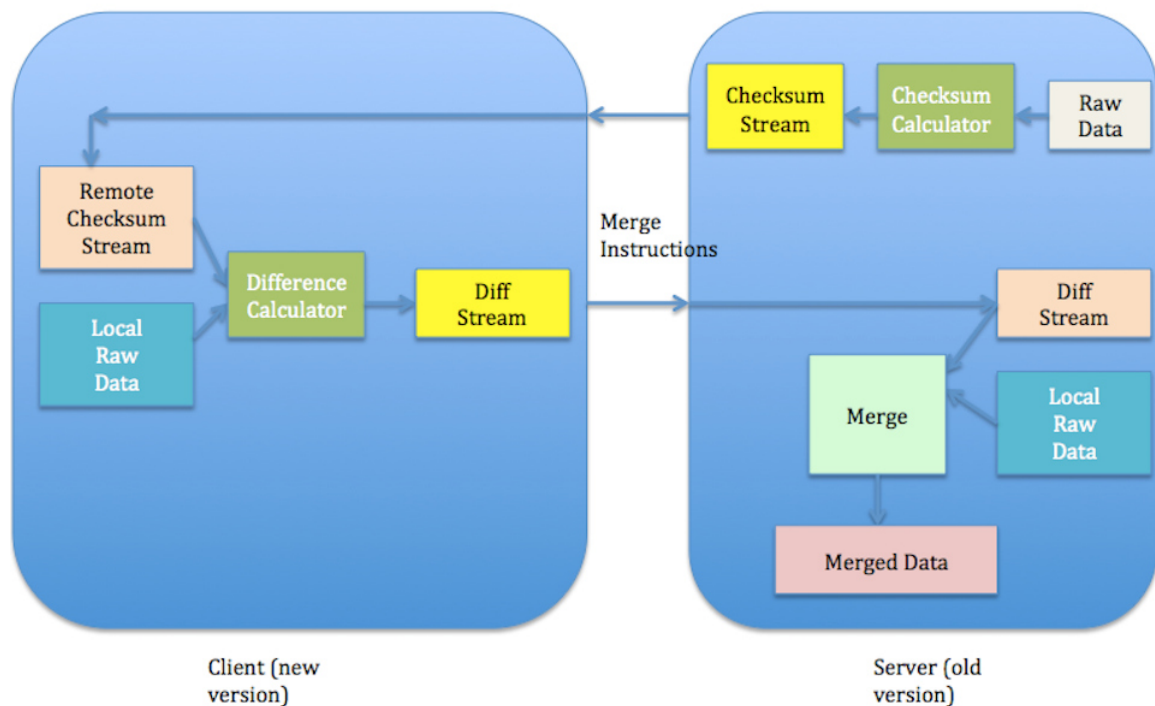 Checksum
Stream
Checksum
Calculator
Raw
Data
Remote
Checksum
Stream
Merge
Instructions
Difference
Calculator
Diff
Stream
Diff
Stream
Local
Raw
Data
Merge
Local
Raw
Data
Merged Data
Client (new
version)
Server (old
version)